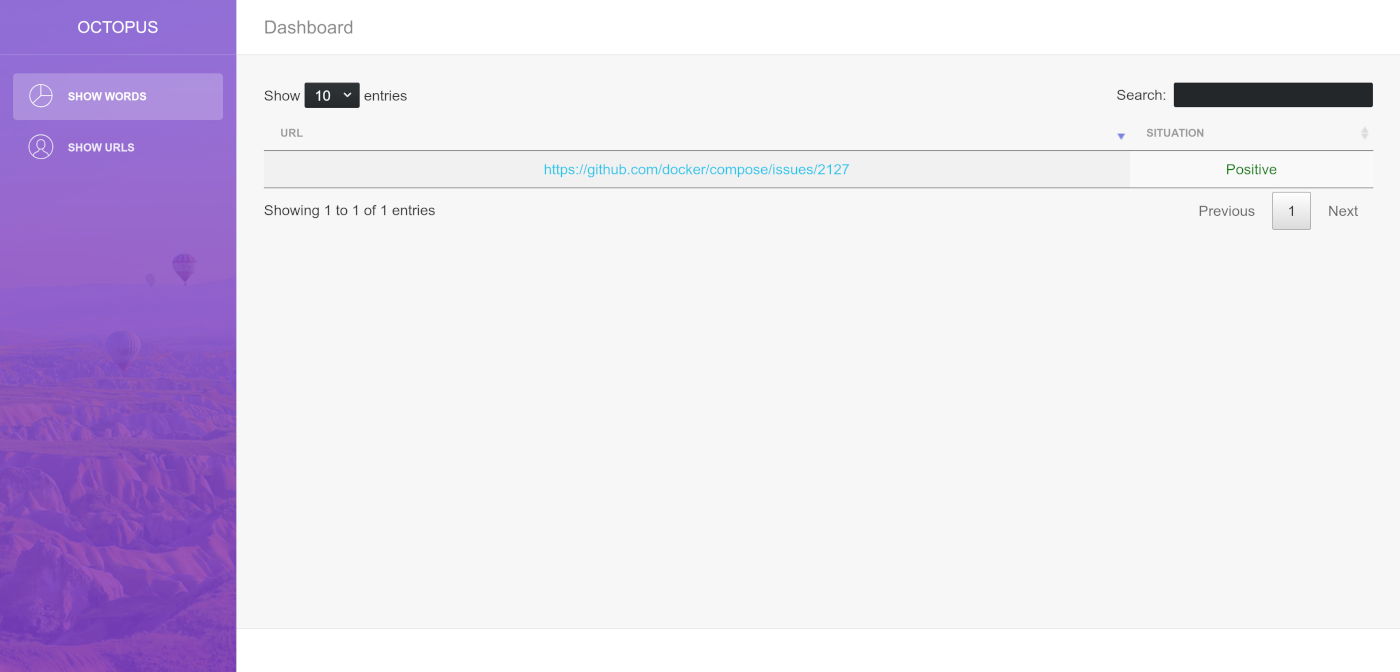 OCTOPUS
Dashboard
SHOW WORDS
SHOW URLS
Show 10 entries
Search:
URL SITUATION
https://github.com/docker/compose/issues/2127 Positive
Showing 1 to 1 of 1 entries
Previous 1 Next